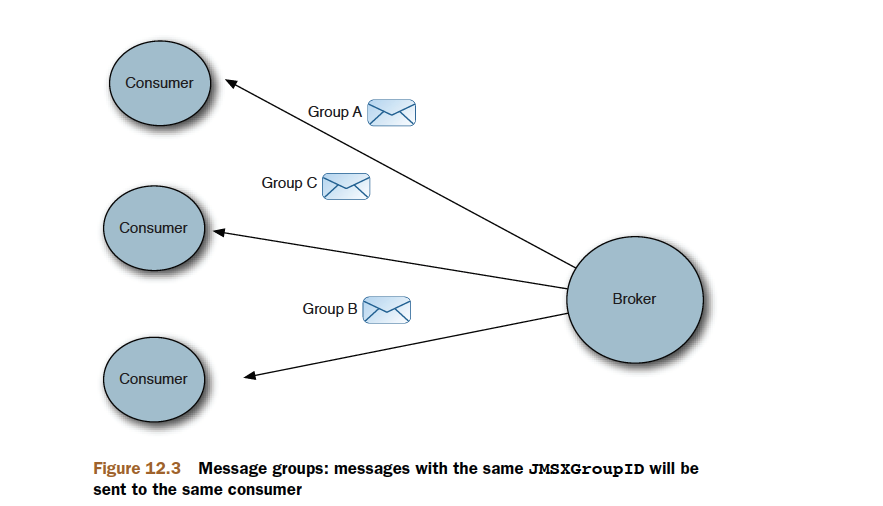 Consumer
Group A
Group C
Consumer
Broker
Group B
Consumer
Figure 12.3 Message groups: messages with the same JMSXGroupID will be
sent to the same consumer